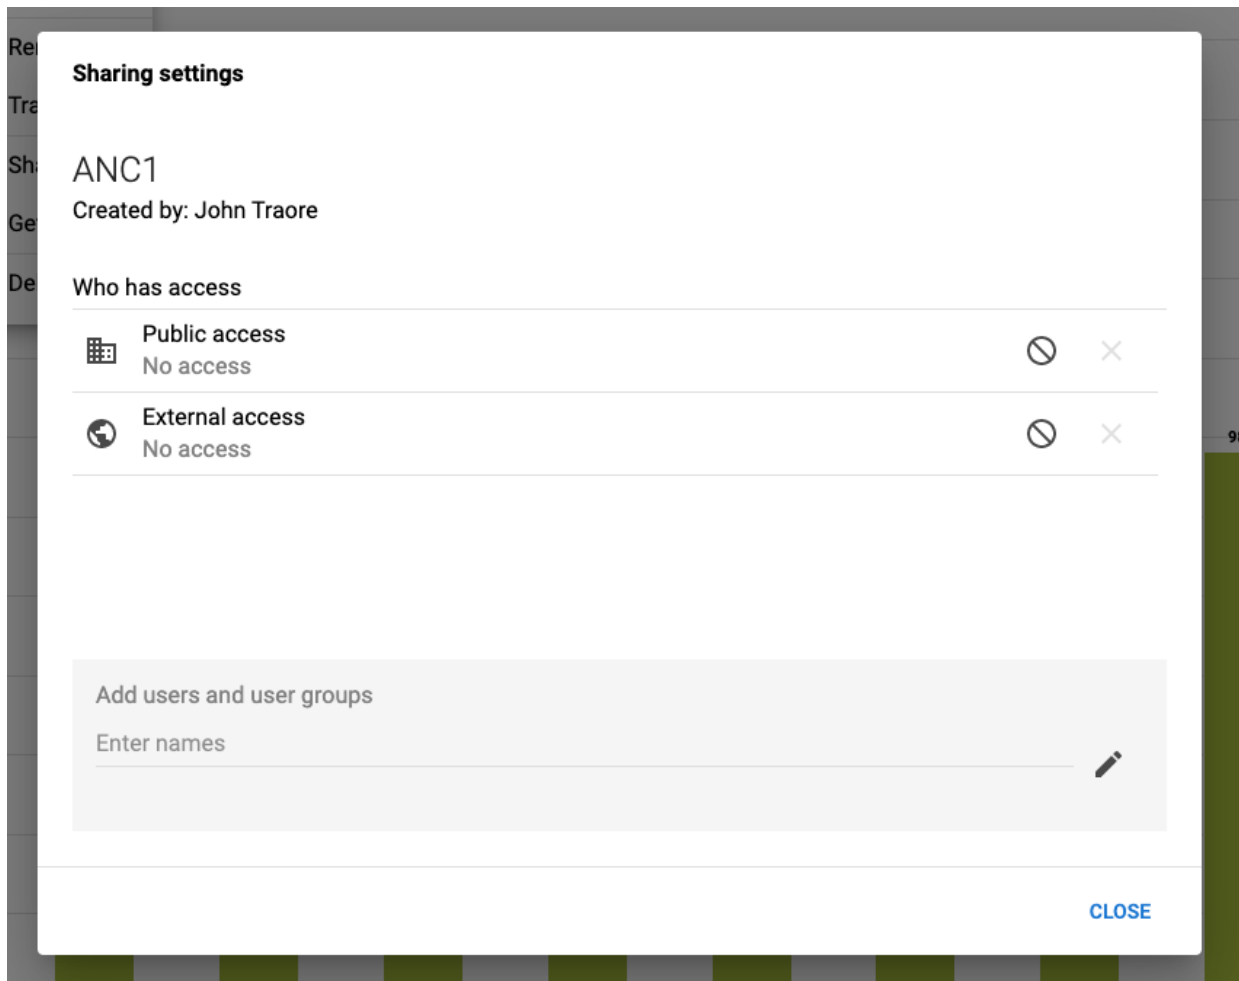 Sharing settings
ANC1
Created by: John Traore
Who has access
Public access
No access
External access
No access
Add users and user groups
Enter names
CLOSE